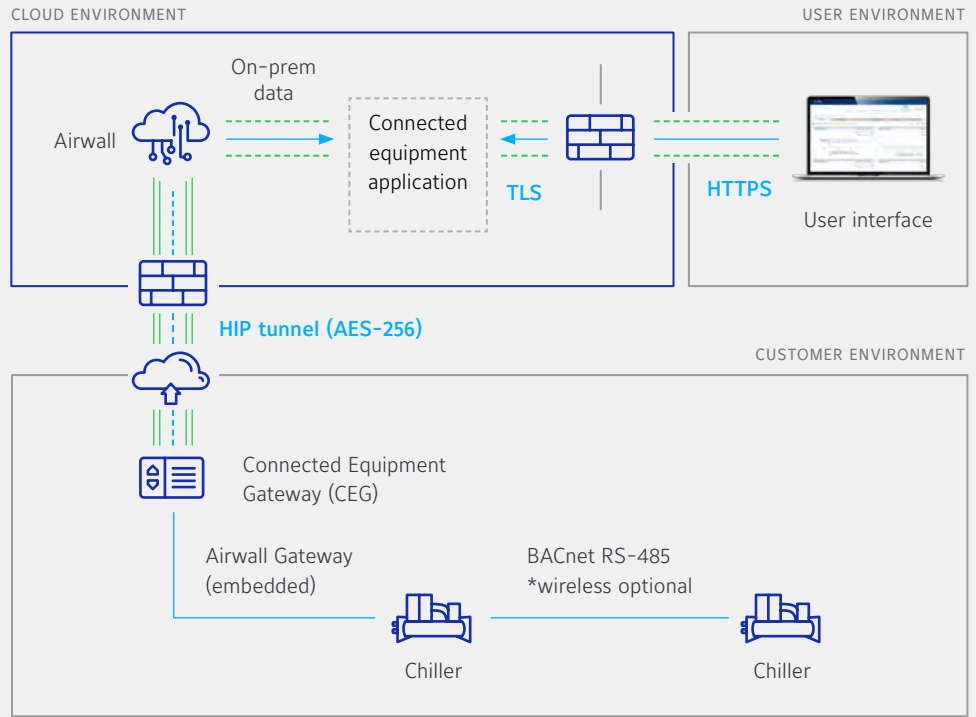 CLOUD ENVIRONMENT
USER ENVIRONMENT
On-prem
data
Airwall
Connected
equipment
application
TLS
HTTPS
User interface
HIP tunnel (AES-256)
CUSTOMER ENVIRONMENT
Connected Equipment
Gateway (CEG)
Airwall Gateway
(embedded)
BACnet RS-485
*wireless optional
Chiller
Chiller